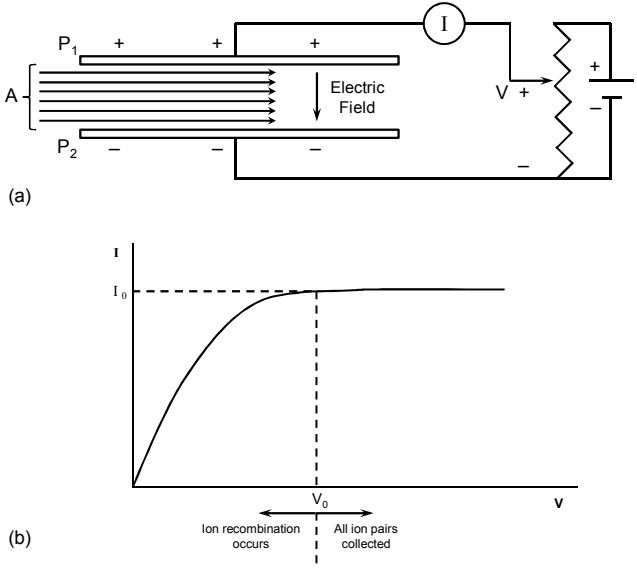 P1 + + +
I
A
Electric
Field
V +
+
–
P2 – – –
–
(a)
I
I0
V0
V
Ion recombination
occurs
All ion pairs
collected
(b)